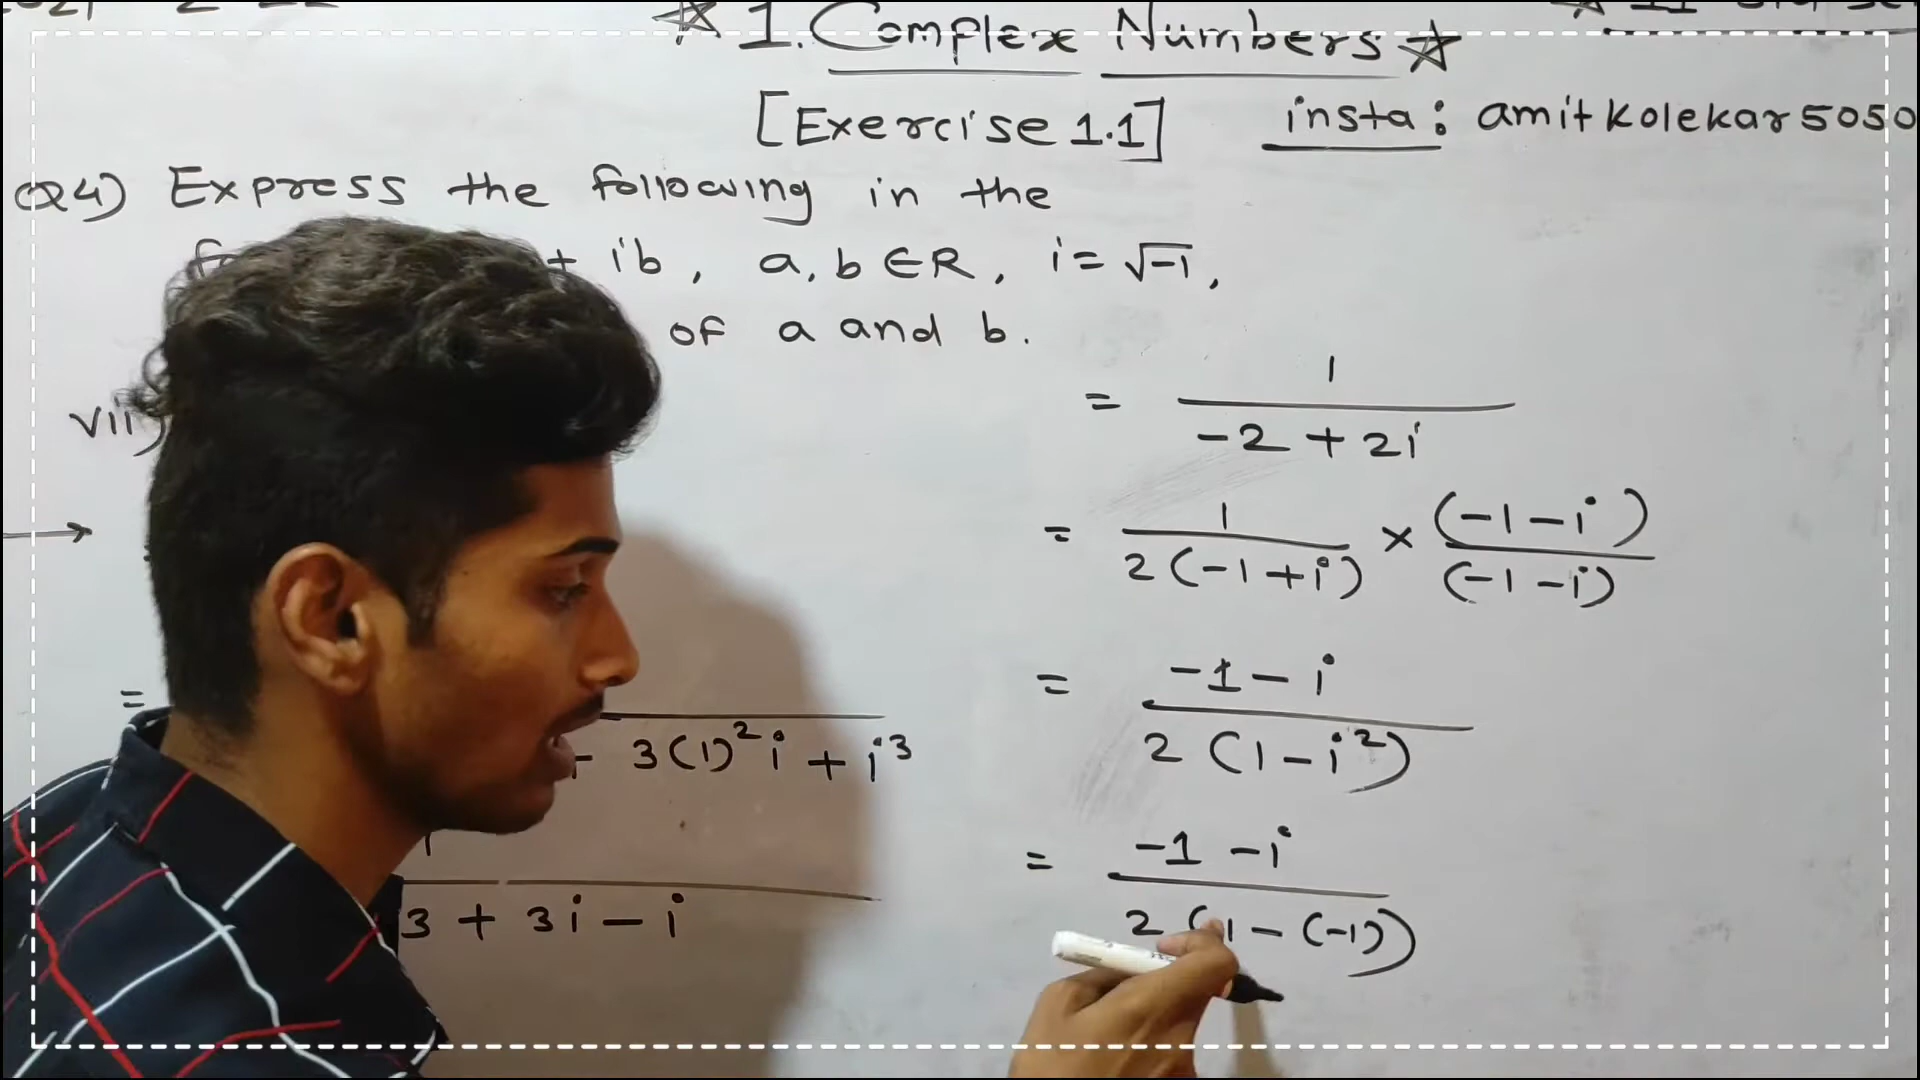 ☆ 1. Complex Numbers ☆
[Exercise 1.1] insta: amitkolekar5050
Q4) Express the following in the
+ ib, a, b ∈ R, i = √-1,
of a and b.
vii)
= 1 / (-2 + 2i)
= 1 / 2(-1+i) × (-1-i) / (-1-i)
= (-1 - i) / 2(1 - i²)
=
3(1)²i + i³
= (-1 - i) / 2(1 - (-1))
3 + 3i - i